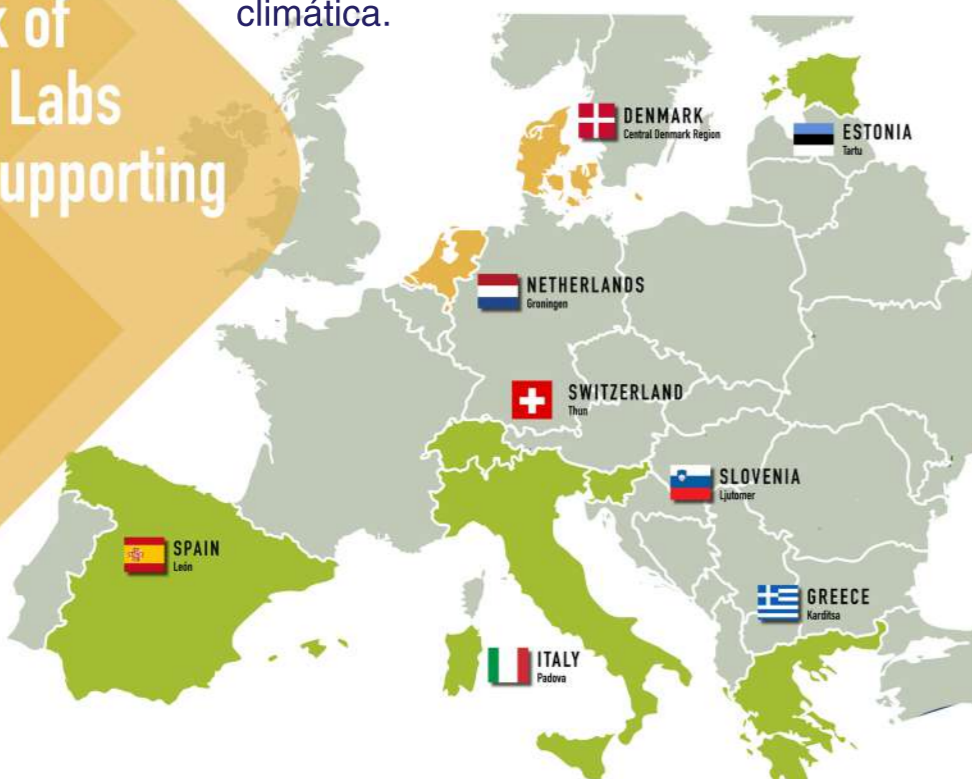 climática.
k of
Labs
upporting
DENMARK
Central Denmark Region
ESTONIA
Tartu
NETHERLANDS
Groningen
SWITZERLAND
Thun
SLOVENIA
Ljutomer
SPAIN
León
GREECE
Karditsa
ITALY
Padova